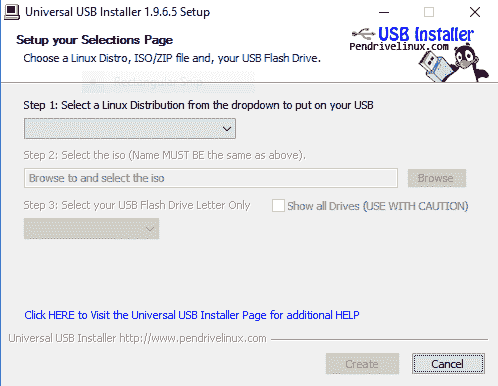 Universal USB Installer 1.9.6.5 Setup
Setup your Selections Page
Choose a Linux Distro, ISO/ZIP file and, your USB Flash Drive.
USB Installer
Pendrivelinux.com
Step 1: Select a Linux Distribution from the dropdown to put on your USB
Step 2: Select the iso (Name MUST BE the same as above).
Browse to and select the iso
Browse
Step 3: Select your USB Flash Drive Letter Only
Show all Drives (USE WITH CAUTION)
Click HERE to Visit the Universal USB Installer Page for additional HELP
Universal USB Installer http://www.pendrivelinux.com
Create
Cancel